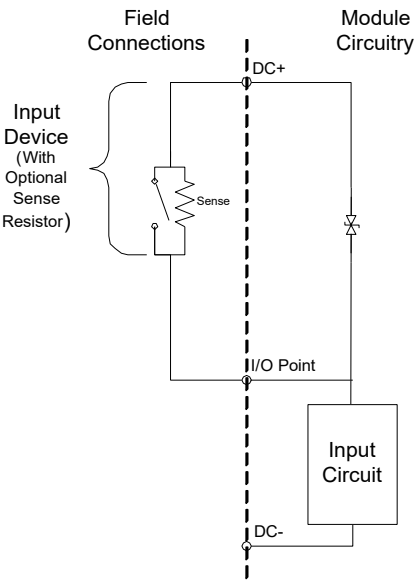 Field
Connections
Module
Circuitry
DC+
Input
Device
(With
Optional
Sense
Resistor)
Sense
I/O Point
Input
Circuit
DC-